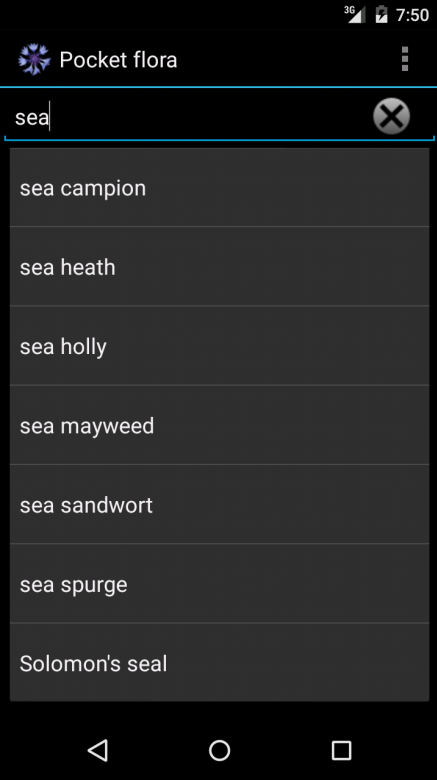 3G 7:50
Pocket flora
sea
sea campion
sea heath
sea holly
sea mayweed
sea sandwort
sea spurge
Solomon's seal